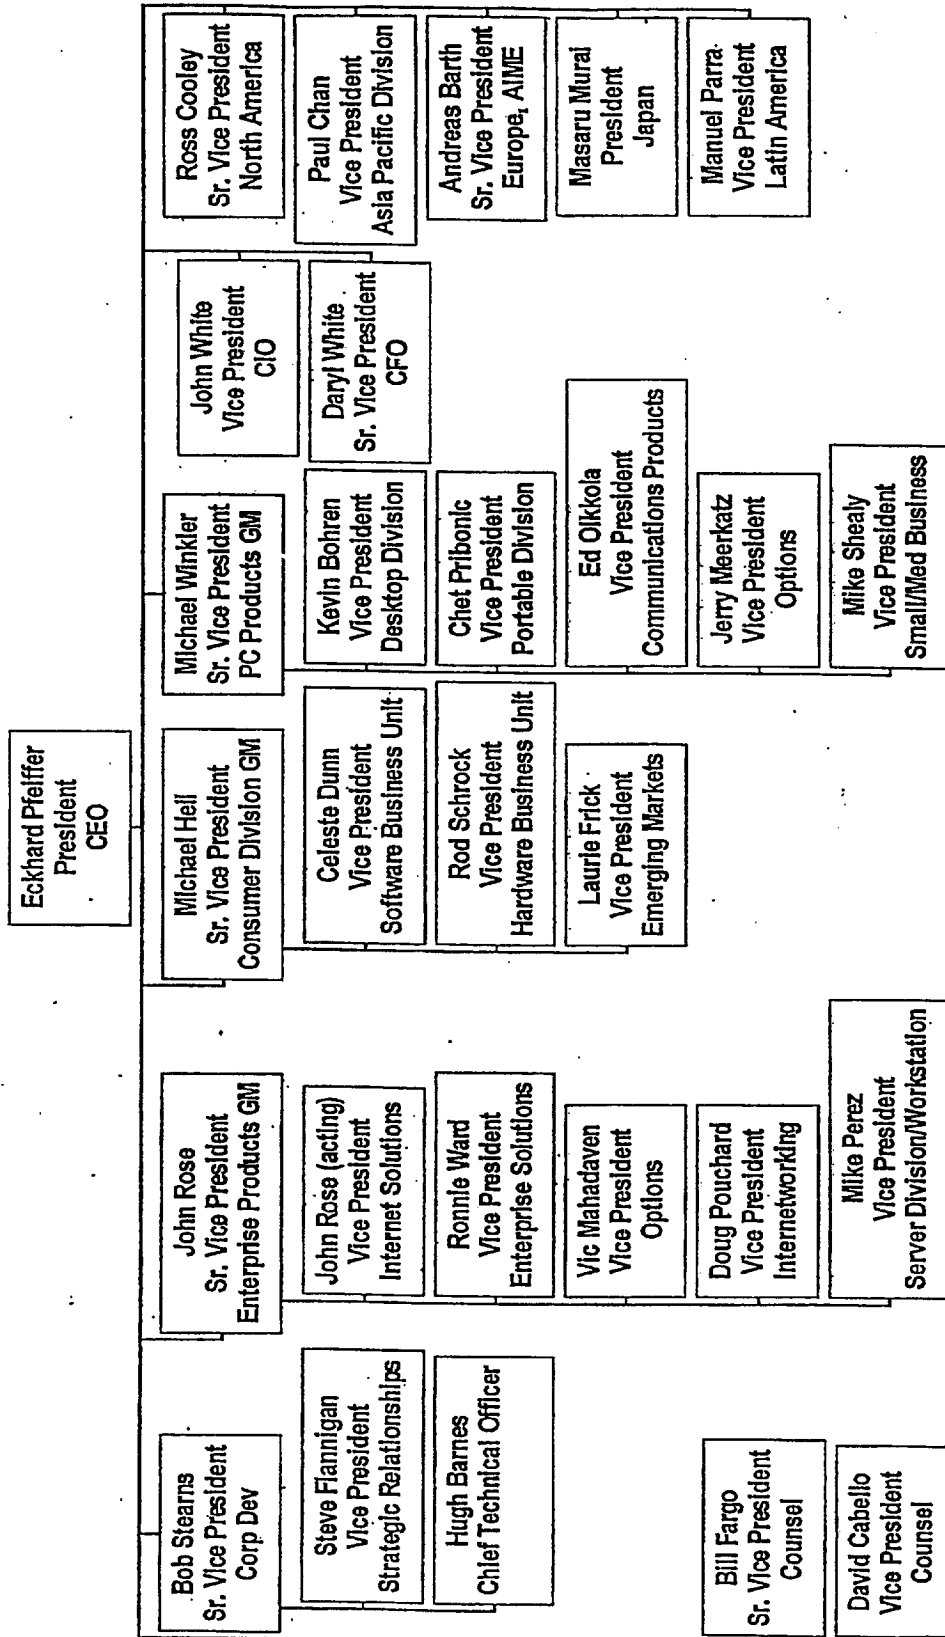 Eckhard Pfeiffer
President
CEO
Bob Stearns
Sr. Vice President
Corp Dev
Steve Flannigan
Vice President
Strategic Relationships
Hugh Barnes
Chief Technical Officer
Bill Fargo
Sr. Vice President
Counsel
David Cabello
Vice President
Counsel
John Rose
Sr. Vice President
Enterprise Products GM
John Rose (acting)
Vice President
Internet Solutions
Ronnie Ward
Vice President
Enterprise Solutions
Vic Mahadaven
Vice President
Options
Doug Pouchard
Vice President
Internetworking
Mike Perez
Vice President
Server Division/Workstation
Michael Heil
Sr. Vice President
Consumer Division GM
Celeste Dunn
Vice President
Software Business Unit
Rod Schrock
Vice President
Hardware Business Unit
Laurie Frick
Vice President
Emerging Markets
Michael Winkler
Sr. Vice President
PC Products GM
Kevin Bohren
Vice President
Desktop Division
Chet Pribonic
Vice President
Portable Division
Ed Olkkola
Vice President
Communications Products
Jerry Meerkatz
Vice President
Options
Mike Shealy
Vice President
Small/Med Business
John White
Vice President
CIO
Daryl White
Sr. Vice President
CFO
Ross Cooley
Sr. Vice President
North America
Paul Chan
Vice President
Asia Pacific Division
Andreas Barth
Sr. Vice President
Europe, AIME
Masaru Murai
President
Japan
Manuel Parra
Vice President
Latin America